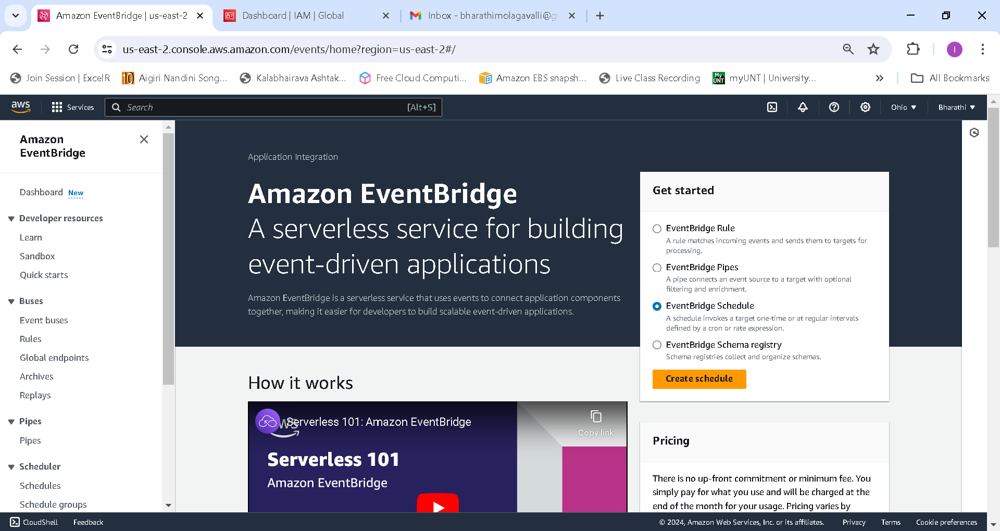 Amazon EventBridge | us-east-2
Dashboard | IAM | Global
Inbox - bharathimolagavalli@gr
us-east-2.console.aws.amazon.com/events/home?region=us-east-2#/
I
Join Session | ExcelR
10
Aigiri Nandini Song...
Kalabhairava Ashtak...
Free Cloud Computi...
Amazon EBS snapsh...
Live Class Recording
My UNT
myUNT | University...
All Bookmarks
aws
Services
Search
[Alt+S]
Ohio
Bharathi
Amazon
EventBridge
Dashboard New
Developer resources
Learn
Sandbox
Quick starts
Buses
Event buses
Rules
Global endpoints
Archives
Replays
Pipes
Pipes
Scheduler
Schedules
Schedule groups
Application Integration
Amazon EventBridge
A serverless service for building
event-driven applications
Amazon EventBridge is a serverless service that uses events to connect application components
together, making it easier for developers to build scalable event-driven applications.
Get started
EventBridge Rule
A rule matches incoming events and sends them to targets for
processing.
EventBridge Pipes
A pipe connects an event source to a target with optional
filtering and enrichment.
EventBridge Schedule
A schedule invokes a target one-time or at regular intervals
defined by a cron or rate expression.
EventBridge Schema registry
Schema registries collect and organize schemas.
Create schedule
How it works
aws
Serverless 101: Amazon EventBridge
Copy link
Serverless 101
Amazon EventBridge
Pricing
There is no up-front commitment or minimum fee. You
simply pay for what you use and will be charged at the
end of the month for your usage. Pricing varies by
CloudShell
Feedback
© 2024, Amazon Web Services, Inc. or its affiliates.
Privacy
Terms
Cookie preferences